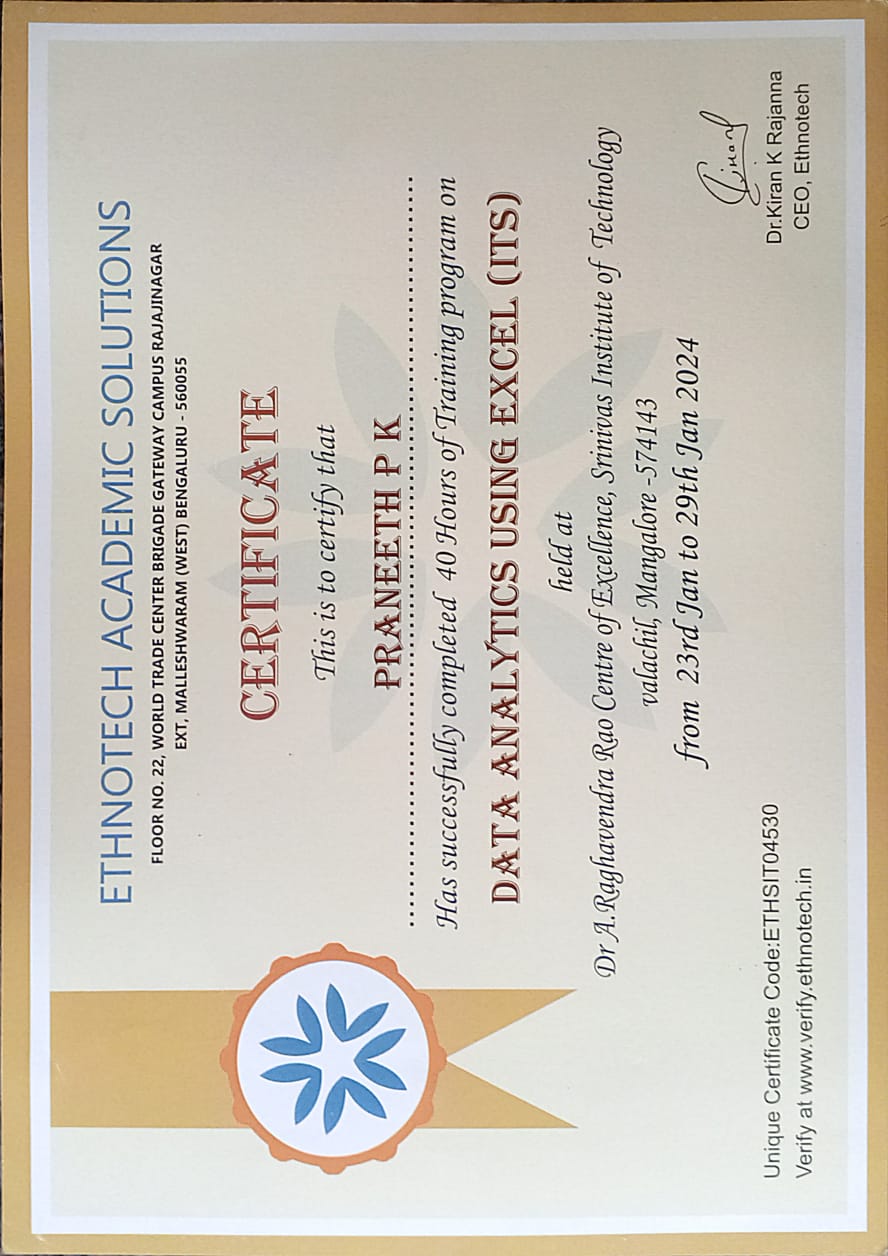 ETHNOTECH ACADEMIC SOLUTIONS
FLOOR NO. 22, WORLD TRADE CENTER BRIGADE GATEWAY CAMPUS RAJAJINAGAR
EXT, MALLESHWARAM (WEST) BENGALURU - 560055
CERTIFICATE
This is to certify that
PRANEETH P K
Has successfully completed 40 Hours of Training program on
DATA ANALYTICS USING EXCEL (ITS)
held at
Dr A.Raghavendra Rao Centre of Excellence, Srinivas Institute of Technology
valachil, Mangalore -574143
from 23rd Jan to 29th Jan 2024
Unique Certificate Code:ETHSIT04530
Verify at www.verify.ethnotech.in
Dr.Kiran K Rajanna
CEO, Ethnotech